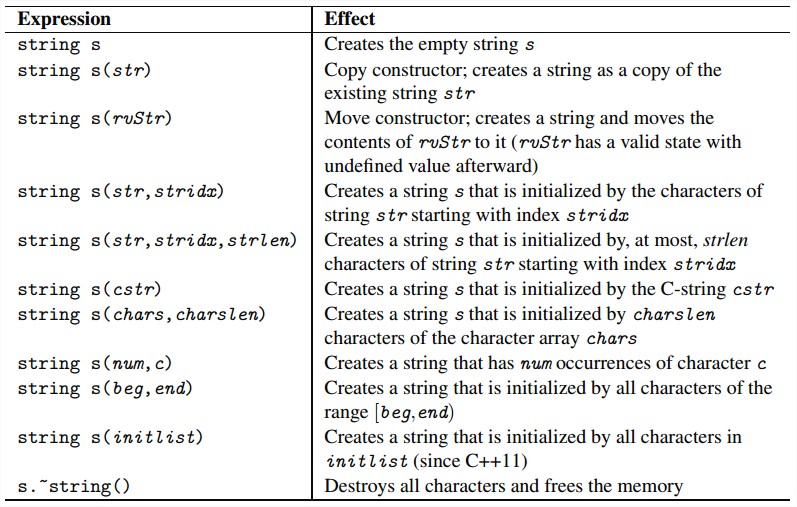 Expression Effect
string s Creates the empty string s
string s(str) Copy constructor; creates a string as a copy of the
existing string str
string s(rvStr) Move constructor; creates a string and moves the
contents of rvStr to it (rvStr has a valid state with
undefined value afterward)
string s(str,stridx) Creates a string s that is initialized by the characters of
string str starting with index stridx
string s(str,stridx,strlen) Creates a string s that is initialized by, at most, strlen
characters of string str starting with index stridx
string s(cstr) Creates a string s that is initialized by the C-string cstr
string s(chars,charslen) Creates a string s that is initialized by charslen
characters of the character array chars
string s(num,c) Creates a string that has num occurrences of character c
string s(beg,end) Creates a string that is initialized by all characters of the
range [beg,end)
string s(initlist) Creates a string that is initialized by all characters in
initlist (since C++11)
s.~string() Destroys all characters and frees the memory